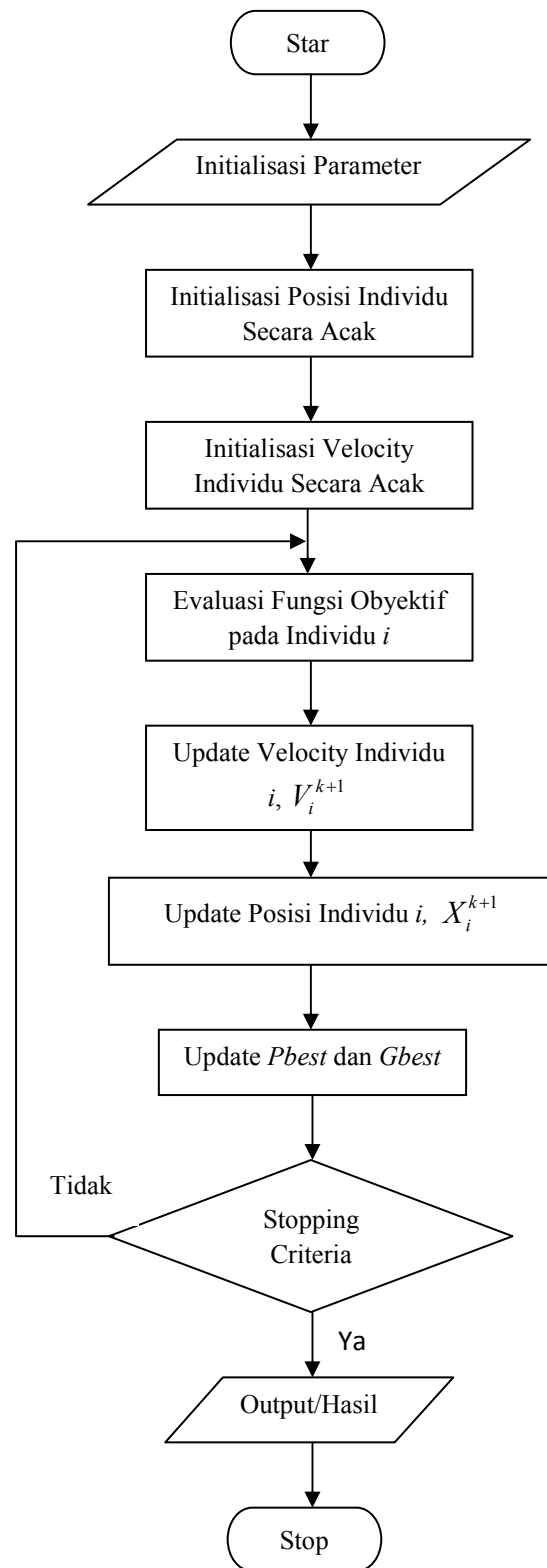 Star
Initialisasi Parameter
Initialisasi Posisi Individu
Secara Acak
Initialisasi Velocity
Individu Secara Acak
Evaluasi Fungsi Obyektif
pada Individu i
Update Velocity Individu
i, V_i^{k+1}
Update Posisi Individu i, X_i^{k+1}
Update Pbest dan Gbest
Tidak
Stopping
Criteria
Ya
Output/Hasil
Stop